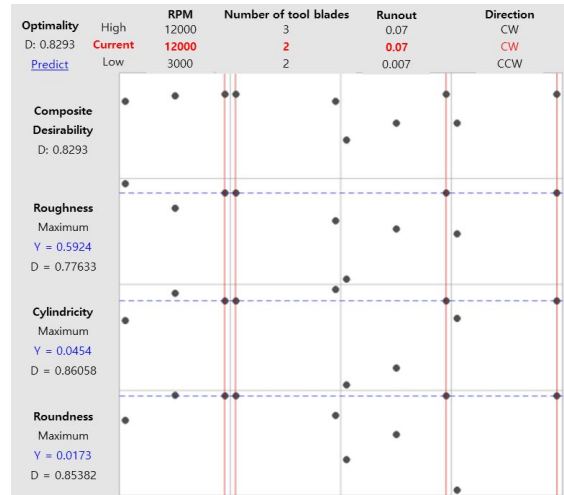 Optimality
D: 0.8293
Predict
High
Current
Low
RPM
12000
12000
3000
Number of tool blades
3
2
2
Runout
0.07
0.07
0.007
Direction
CW
CW
CCW
Composite
Desirability
D: 0.8293
Roughness
Maximum
Y = 0.5924
D = 0.77633
Cylindricity
Maximum
Y = 0.0454
D = 0.86058
Roundness
Maximum
Y = 0.0173
D = 0.85382